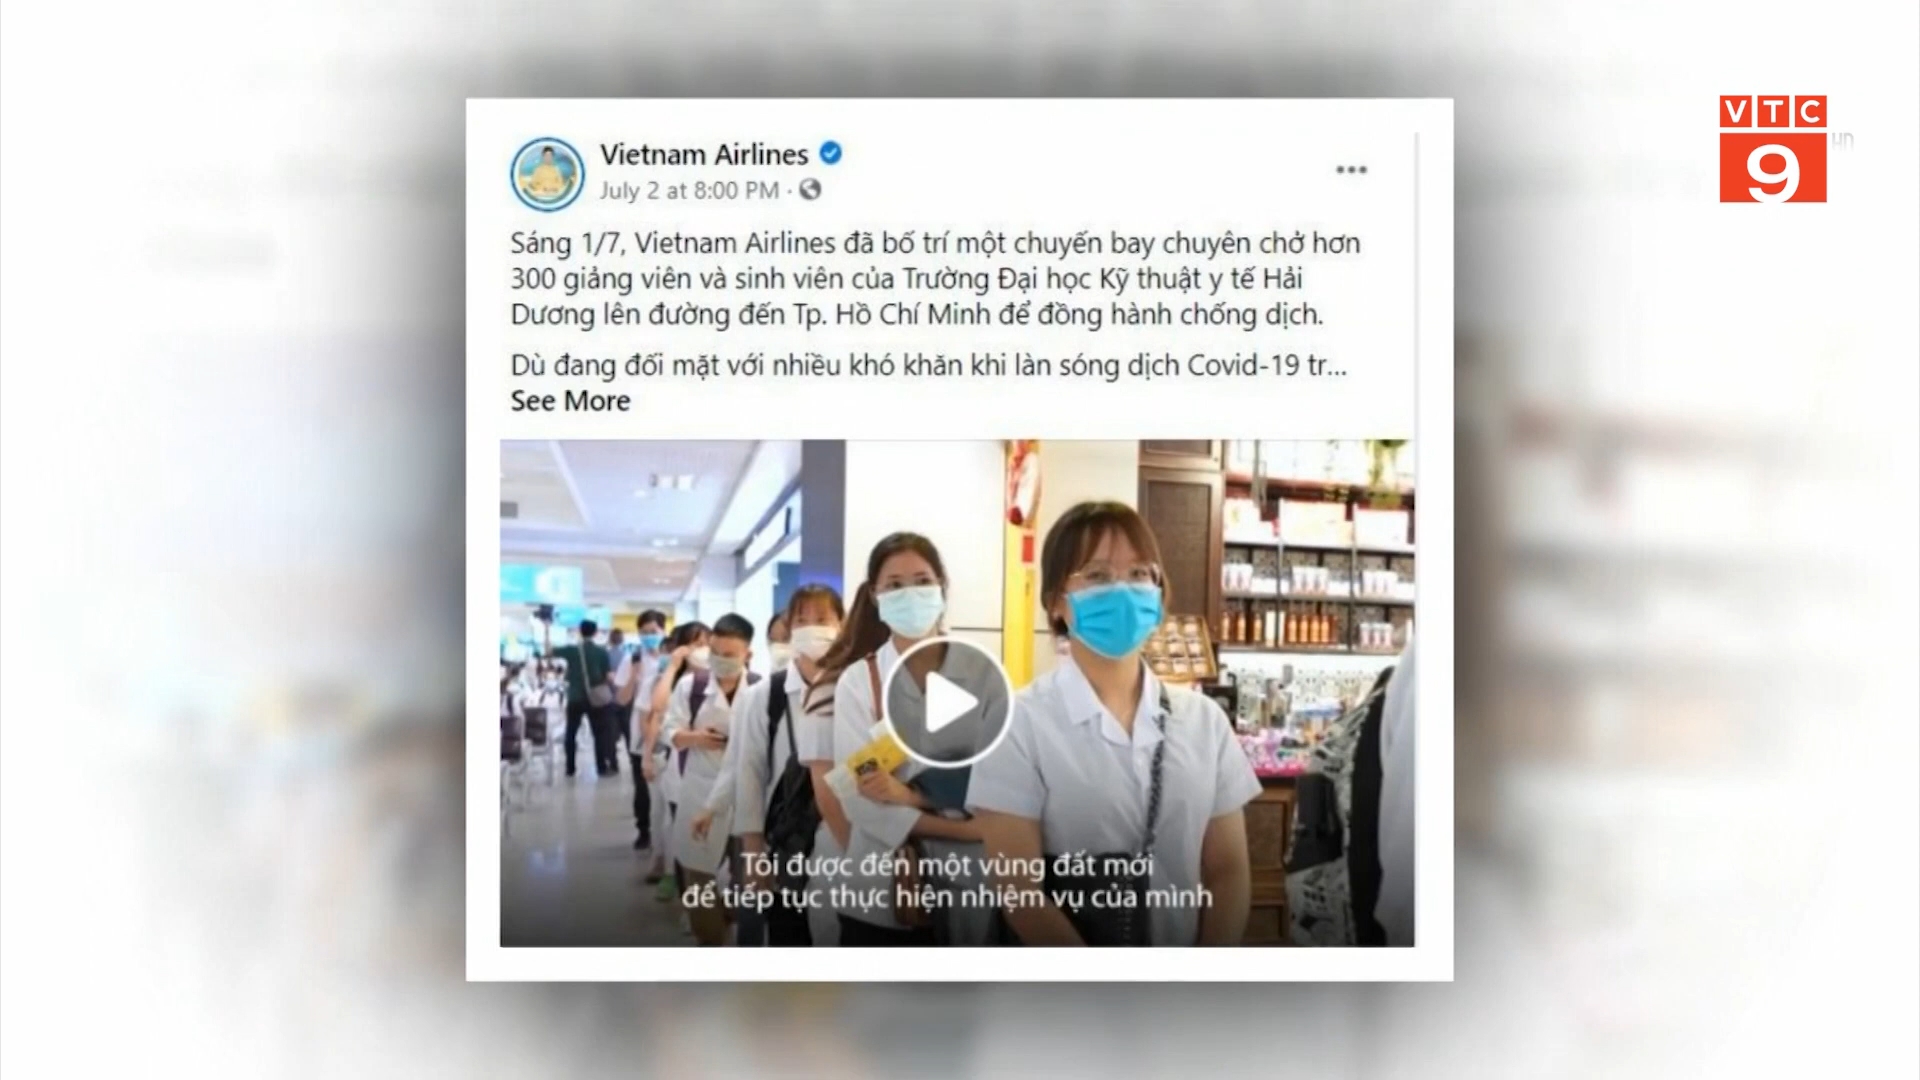 VTC
9
Vietnam Airlines
July 2 at 8:00 PM ·
Sáng 1/7, Vietnam Airlines đã bố trí một chuyến bay chuyên chở hơn
300 giảng viên và sinh viên của Trường Đại học Kỹ thuật y tế Hải
Dương lên đường đến Tp. Hồ Chí Minh để đồng hành chống dịch.
Dù đang đối mặt với nhiều khó khăn khi làn sóng dịch Covid-19 tr...
See More
Tôi được đến một vùng đất mới
để tiếp tục thực hiện nhiệm vụ của mình